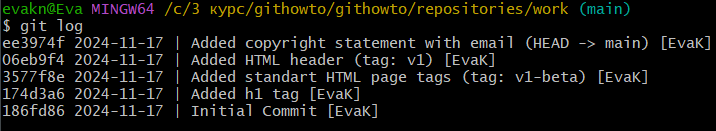 evakn@Eva MINGW64 /c/3 курс/githowto/githowto/repositories/work (main)
$ git log
ee3974f 2024-11-17 | Added copyright statement with email (HEAD -> main) [EvaK]
06eb9f4 2024-11-17 | Added HTML header (tag: v1) [EvaK]
3577f8e 2024-11-17 | Added standart HTML page tags (tag: v1-beta) [EvaK]
174d3a6 2024-11-17 | Added h1 tag [EvaK]
186fd86 2024-11-17 | Initial Commit [EvaK]